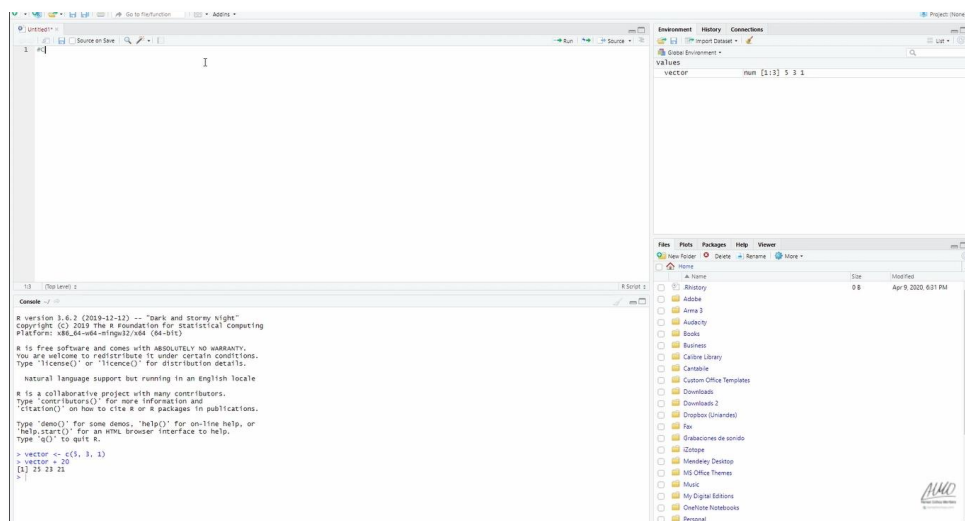 Go to file/function
Addins
Project: (None
Untitled1*
Source on Save
Run
Source
1 #C
1:3
(Top Level)
R Script
Console ~/
R version 3.6.2 (2019-12-12) -- "Dark and Stormy Night"
Copyright (C) 2019 The R Foundation for Statistical Computing
Platform: x86_64-w64-mingw32/x64 (64-bit)
R is free software and comes with ABSOLUTELY NO WARRANTY.
You are welcome to redistribute it under certain conditions.
Type 'license()' or 'licence()' for distribution details.
Natural language support but running in an English locale
R is a collaborative project with many contributors.
Type 'contributors()' for more information and
'citation()' on how to cite R or R packages in publications.
Type 'demo()' for some demos, 'help()' for on-line help, or
'help.start()' for an HTML browser interface to help.
Type 'q()' to quit R.
> vector <- c(5, 3, 1)
> vector + 20
[1] 25 23 21
>
Environment History Connections
Import Dataset
List
Global Environment
values
vector num [1:3] 5 3 1
Files Plots Packages Help Viewer
New Folder Delete Rename More
Home
Name Size Modified
.Rhistory 0 B Apr 9, 2020, 6:31 PM
Adobe
Arma 3
Audacity
Books
Business
Calibre Library
Cantabile
Custom Office Templates
Downloads
Downloads 2
Dropbox (Uniandes)
Fax
Grabaciones de sonido
iZotope
Mendeley Desktop
MS Office Themes
Music
My Digital Editions
OneNote Notebooks
Personal